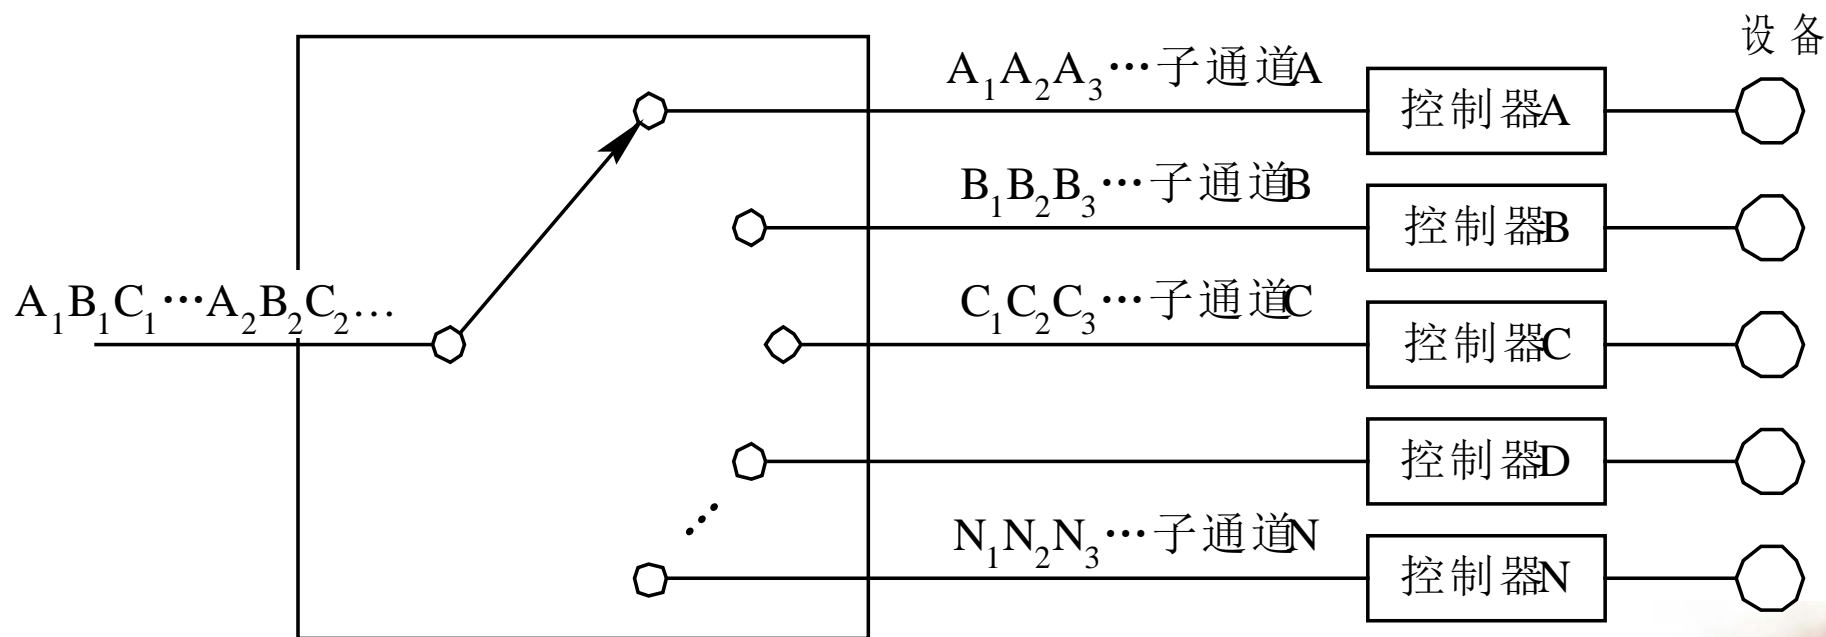 设备
A₁A₂A₃…子通道A
控制器A
B₁B₂B₃…子通道B
控制器B
A₁B₁C₁…A₂B₂C₂…
C₁C₂C₃…子通道C
控制器C
控制器D
N₁N₂N₃…子通道N
控制器N